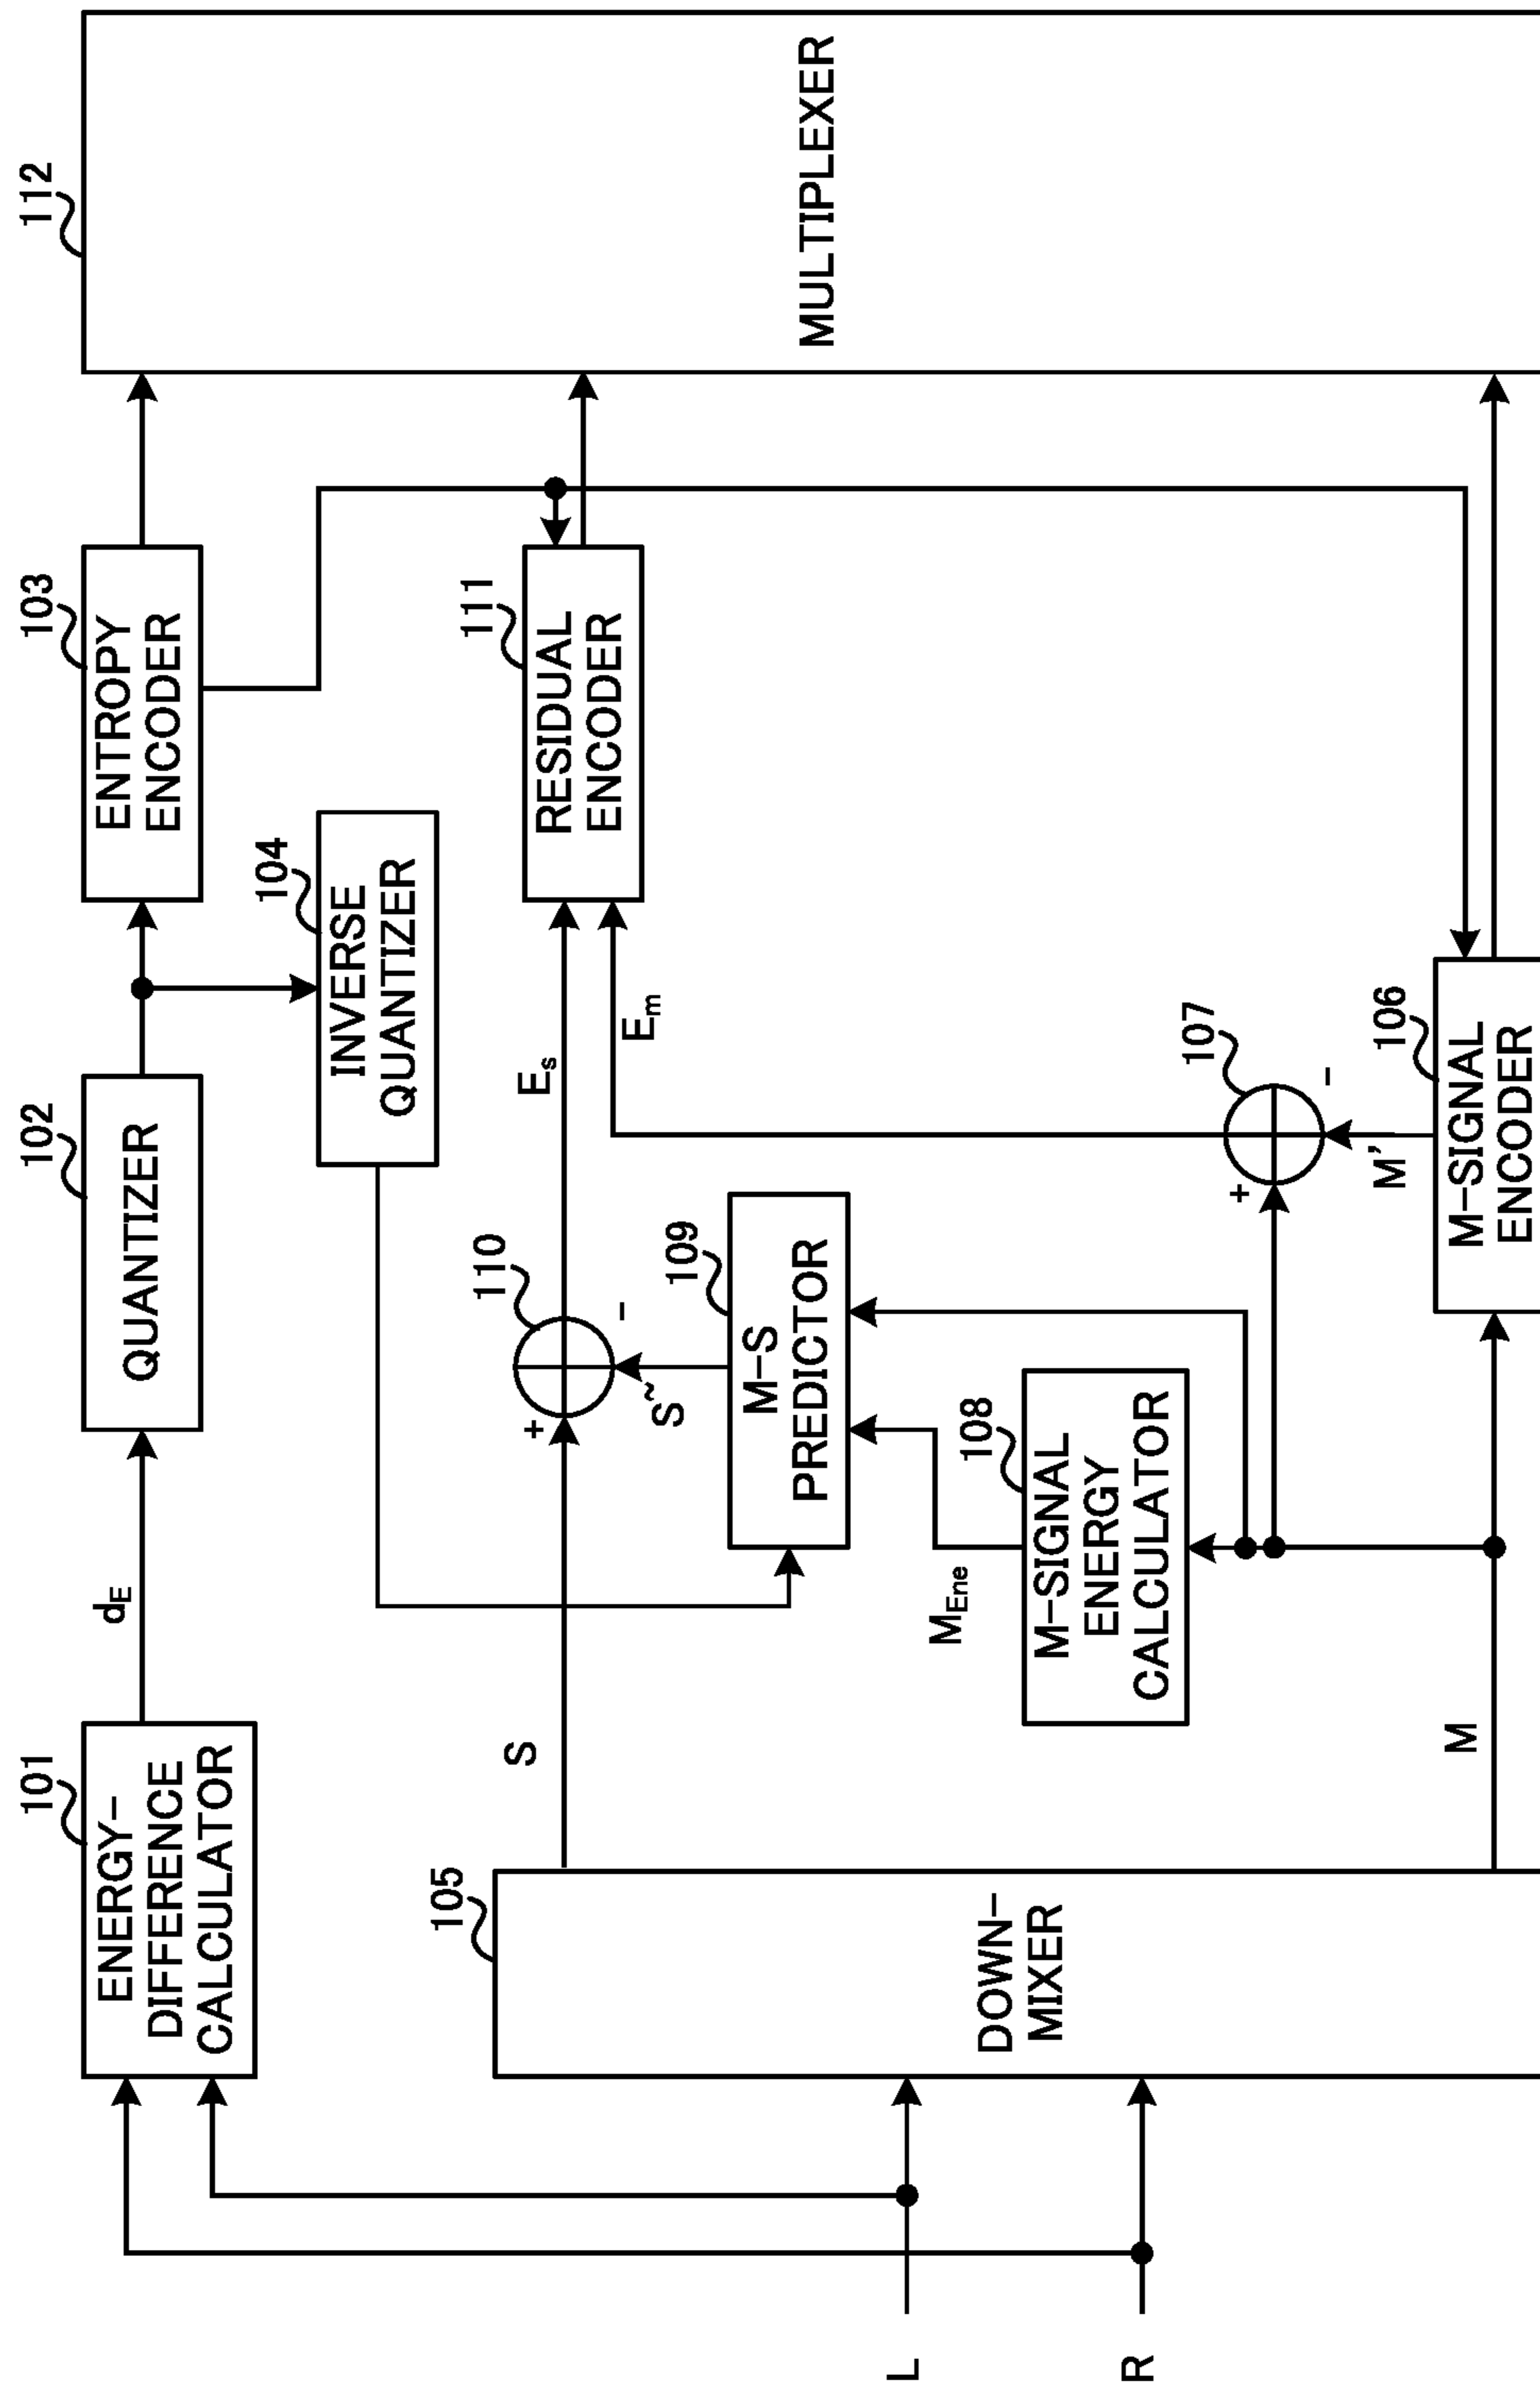 101
ENERGY-
DIFFERENCE
CALCULATOR
dE
102
QUANTIZER
103
ENTROPY
ENCODER
112
MULTIPLEXER
104
INVERSE
QUANTIZER
105
DOWN-
MIXER
S
+
110
-
S̃
Es
111
RESIDUAL
ENCODER
Em
109
M-S
PREDICTOR
MEne
108
M-SIGNAL
ENERGY
CALCULATOR
+
107
-
M'
106
M-SIGNAL
ENCODER
M
L
R